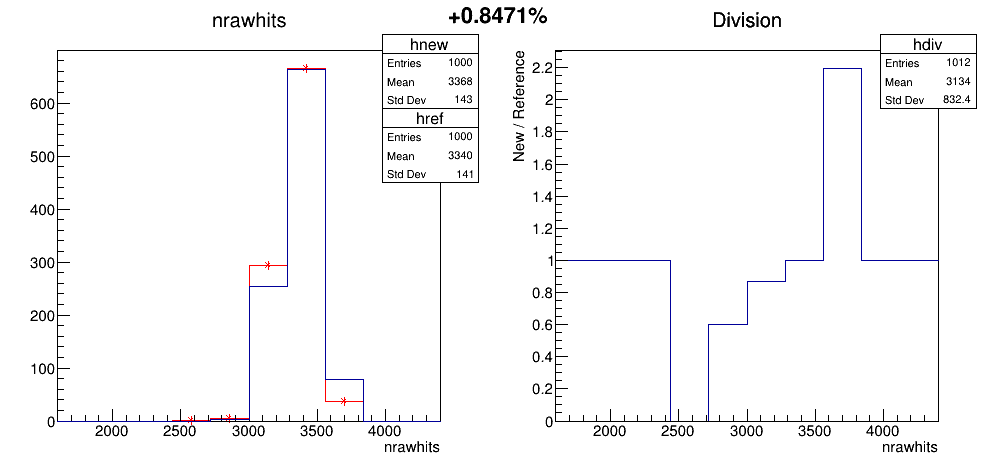 +0.8471%
nrawhits
hnew
Entries 1000
Mean 3368
Std Dev 143
href
Entries 1000
Mean 3340
Std Dev 141
600
500
400
300
200
100
0
2000 2500 3000 3500 4000
nrawhits
Division
hdiv
Entries 1012
Mean 3134
Std Dev 832.4
New / Reference
2.2
2
1.8
1.6
1.4
1.2
1
0.8
0.6
0.4
0.2
0
2000 2500 3000 3500 4000
nrawhits